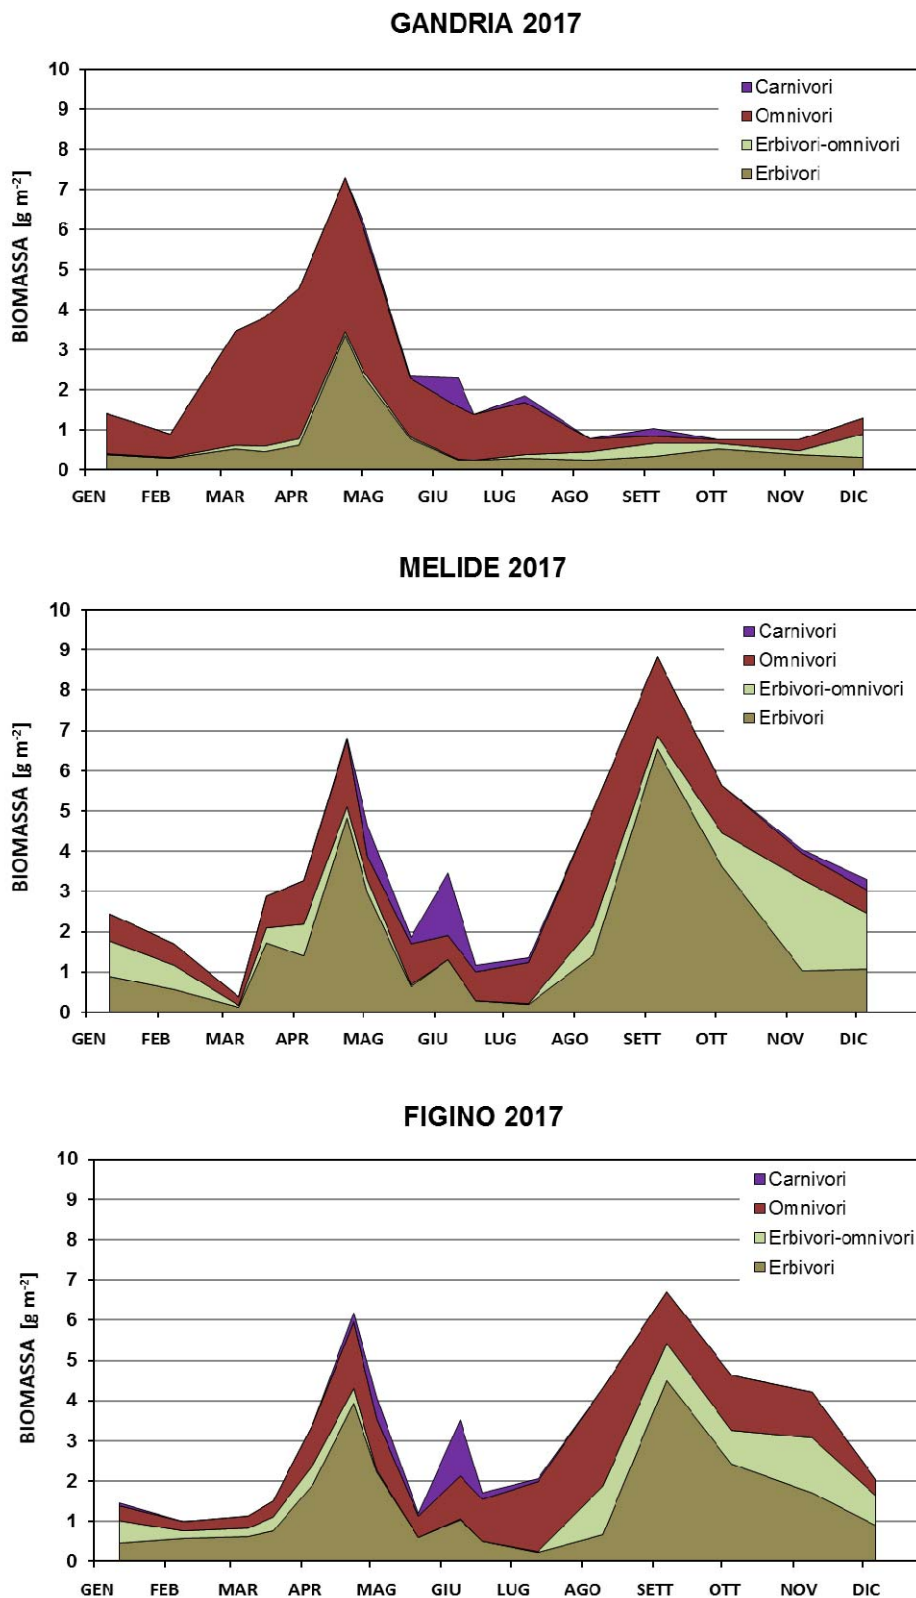 GANDRIA 2017
10
9
8
7
6
5
4
3
2
1
0
BIOMASSA [g m⁻²]
Carnivori
Omnivori
Erbivori-omnivori
Erbivori
GEN FEB MAR APR MAG GIU LUG AGO SETT OTT NOV DIC
MELIDE 2017
10
9
8
7
6
5
4
3
2
1
0
BIOMASSA [g m⁻²]
Carnivori
Omnivori
Erbivori-omnivori
Erbivori
GEN FEB MAR APR MAG GIU LUG AGO SETT OTT NOV DIC
FIGINO 2017
10
9
8
7
6
5
4
3
2
1
0
BIOMASSA [g m⁻²]
Carnivori
Omnivori
Erbivori-omnivori
Erbivori
GEN FEB MAR APR MAG GIU LUG AGO SETT OTT NOV DIC